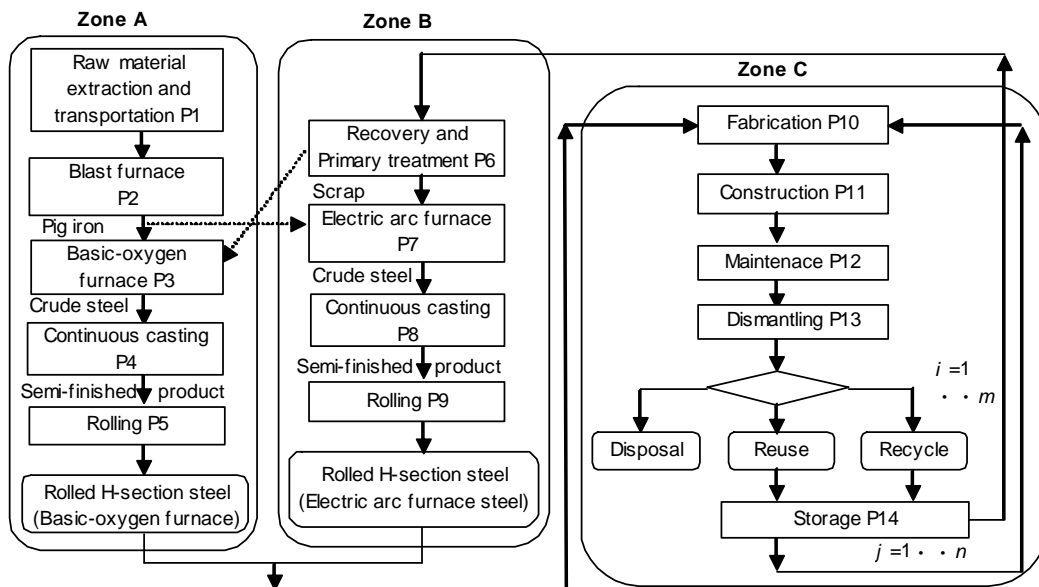 Zone A
Raw material
extraction and
transportation P1
Blast furnace
P2
Pig iron
Basic-oxygen
furnace P3
Crude steel
Continuous casting
P4
Semi-finished product
Rolling P5
Rolled H-section steel
(Basic-oxygen furnace)
Zone B
Recovery and
Primary treatment P6
Scrap
Electric arc furnace
P7
Crude steel
Continuous casting
P8
Semi-finished product
Rolling P9
Rolled H-section steel
(Electric arc furnace steel)
Zone C
Fabrication P10
Construction P11
Maintenace P12
Dismantling P13
i =1
· · m
Disposal
Reuse
Recycle
Storage P14
j =1 · · n